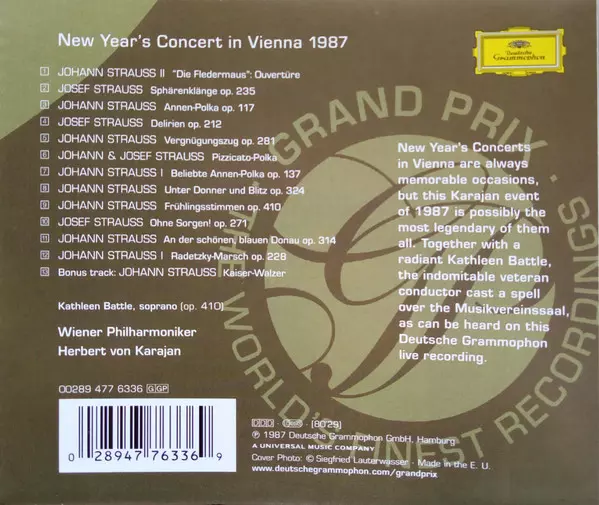 New Year's Concert in Vienna 1987
Deutsche
Grammophon
1 JOHANN STRAUSS II "Die Fledermaus": Ouvertüre
2 JOSEF STRAUSS Sphärenklänge op. 235
3 JOHANN STRAUSS Annen-Polka op. 117
4 JOSEF STRAUSS Delirien op. 212
5 JOHANN STRAUSS Vergnügungszug op. 281
6 JOHANN & JOSEF STRAUSS Pizzicato-Polka
7 JOHANN STRAUSS I Beliebte Annen-Polka op. 137
8 JOHANN STRAUSS Unter Donner und Blitz op. 324
9 JOHANN STRAUSS Frühlingsstimmen op. 410
10 JOSEF STRAUSS Ohne Sorgen! op. 271
11 JOHANN STRAUSS An der schönen, blauen Donau op. 314
12 JOHANN STRAUSS I Radetzky-Marsch op. 228
13 Bonus track: JOHANN STRAUSS Kaiser-Walzer
Kathleen Battle, soprano (op. 410)
Wiener Philharmoniker
Herbert von Karajan
New Year's Concerts
in Vienna are always
memorable occasions,
but this Karajan event
of 1987 is possibly the
most legendary of them
all. Together with a
radiant Kathleen Battle,
the indomitable veteran
conductor cast a spell
over the Musikvereinssaal,
as can be heard on this
Deutsche Grammophon
live recording.
GRAND PRIX · THE WORLD'S FINEST RECORDINGS ·
00289 477 6336 GGP
0 28947 76336 9
DDD [80'29]
Ⓟ 1987 Deutsche Grammophon GmbH, Hamburg
A UNIVERSAL MUSIC COMPANY
Cover Photo: © Siegfried Lauterwasser · Made in the E. U.
www.deutschegrammophon.com/grandprix